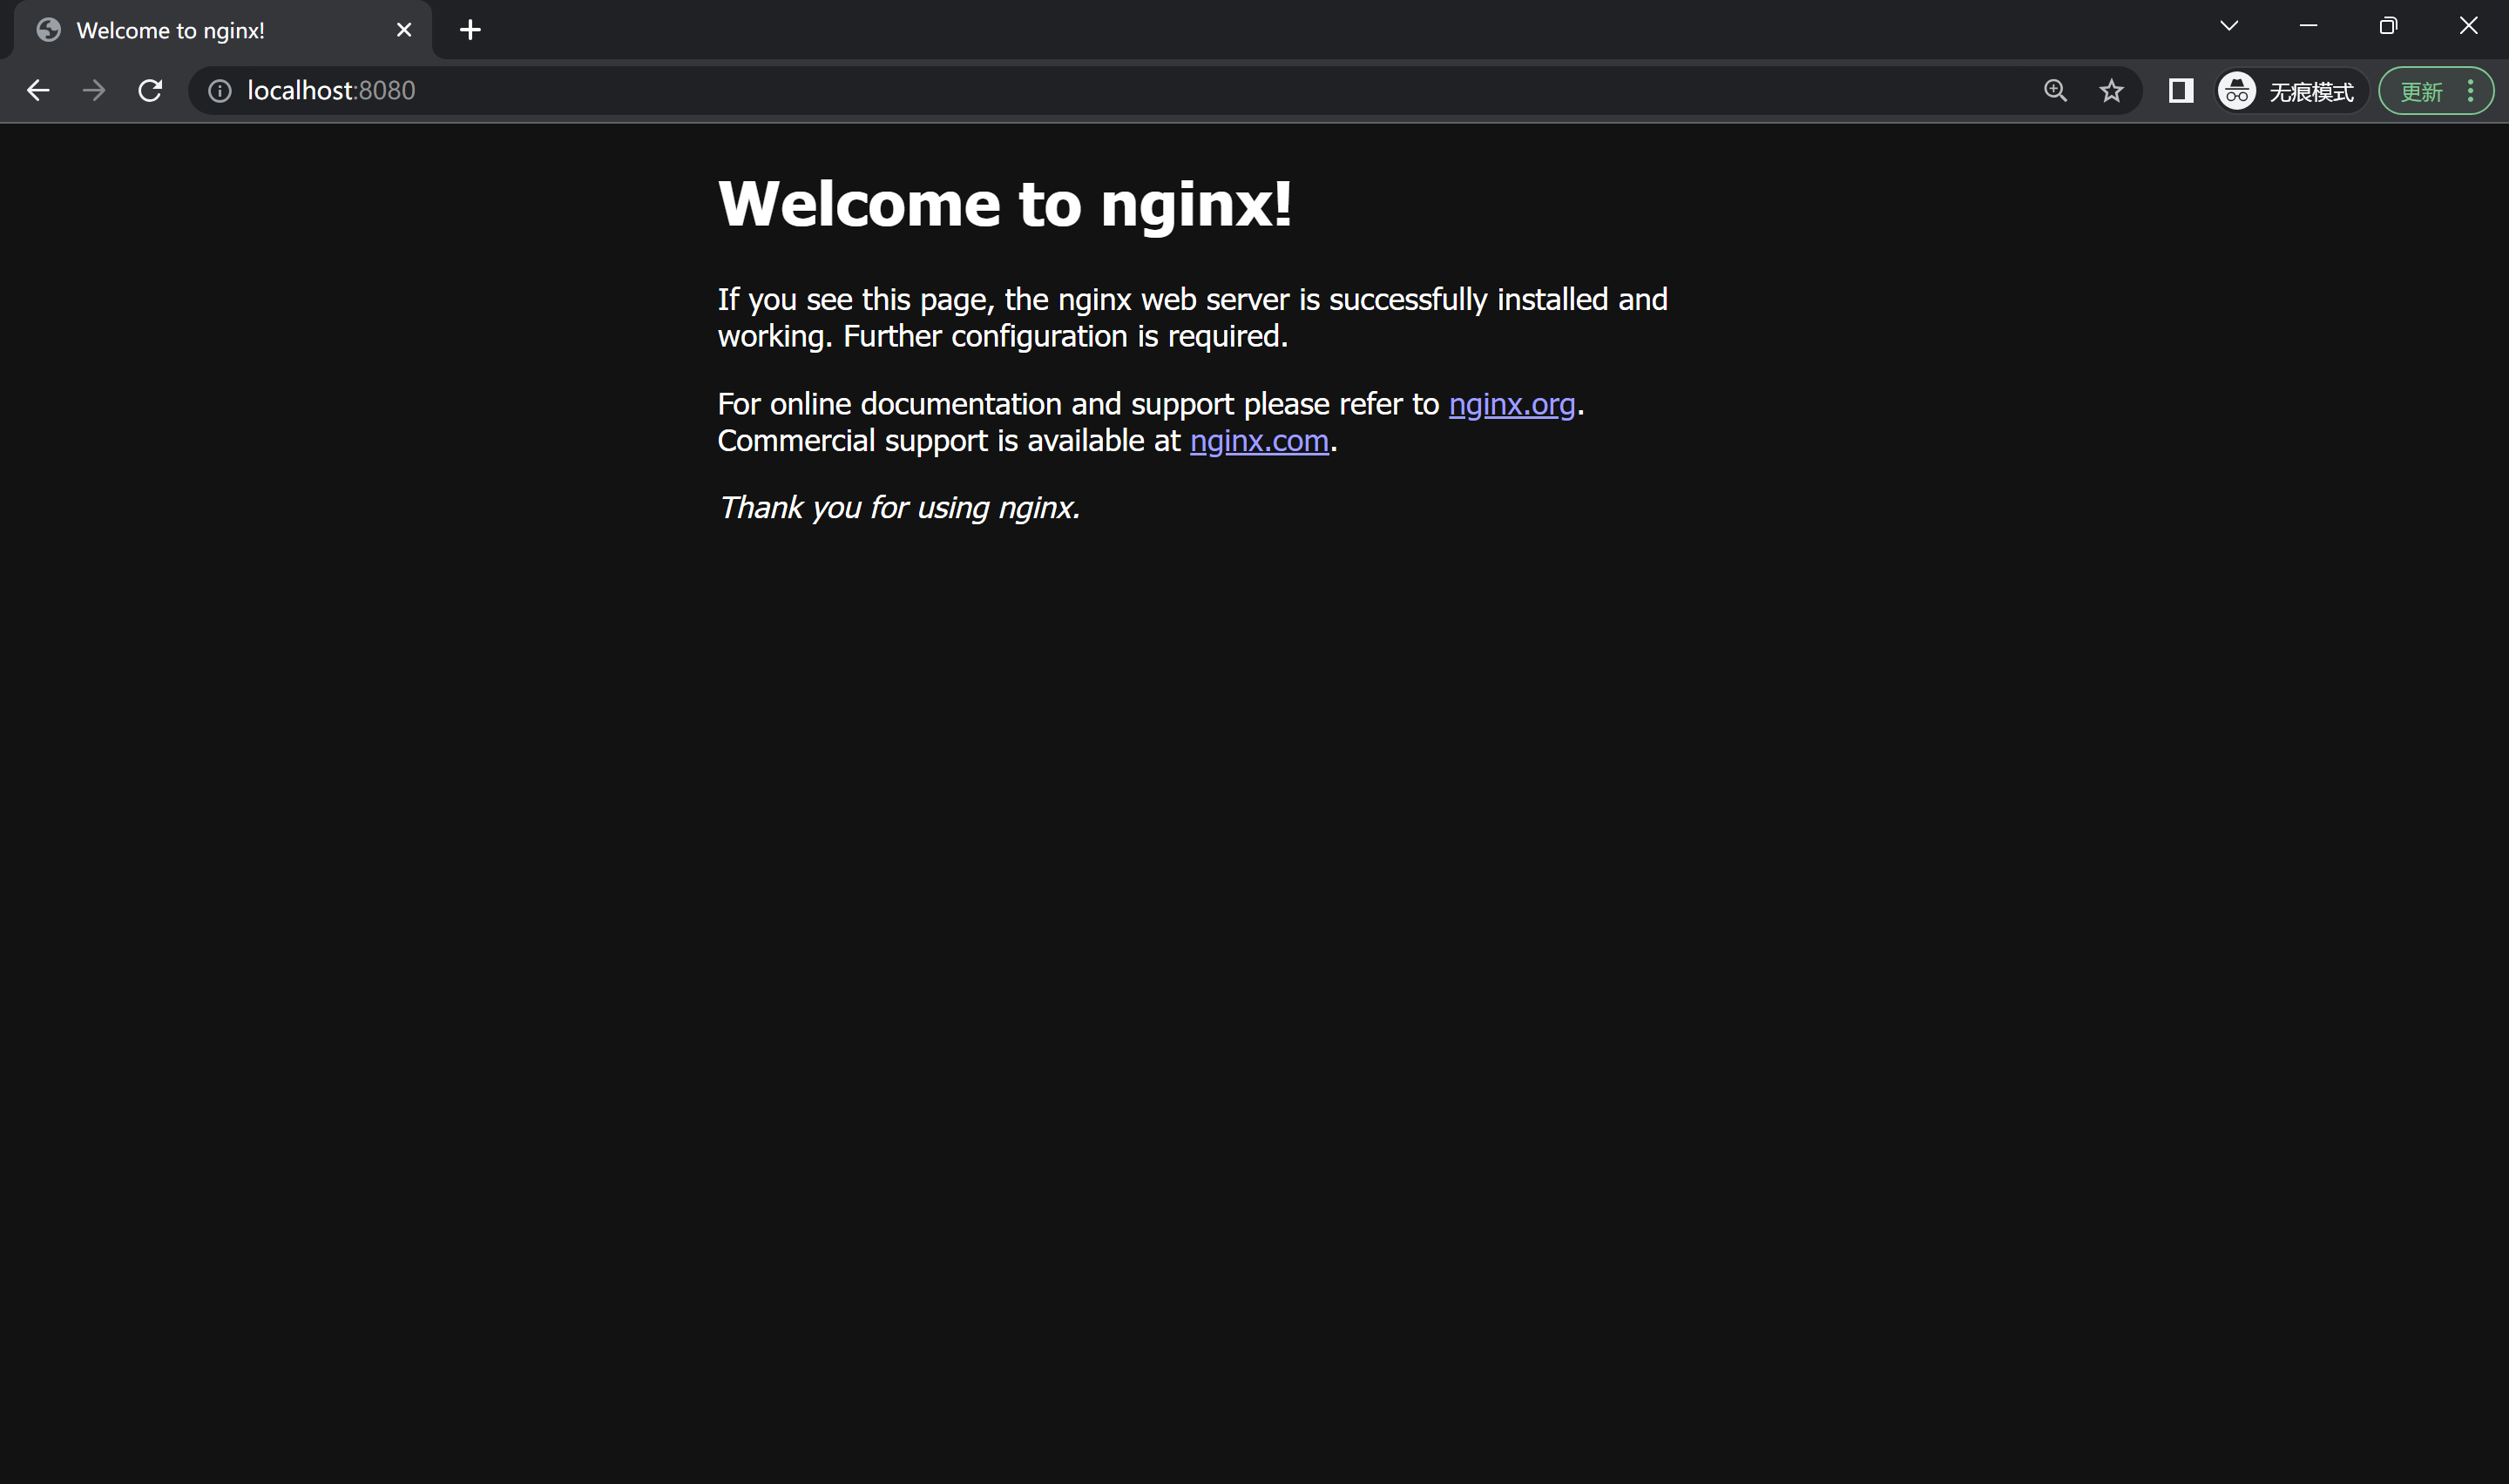 Welcome to nginx!
localhost:8080
无痕模式
更新
Welcome to nginx!
If you see this page, the nginx web server is successfully installed and
working. Further configuration is required.
For online documentation and support please refer to nginx.org.
Commercial support is available at nginx.com.
Thank you for using nginx.